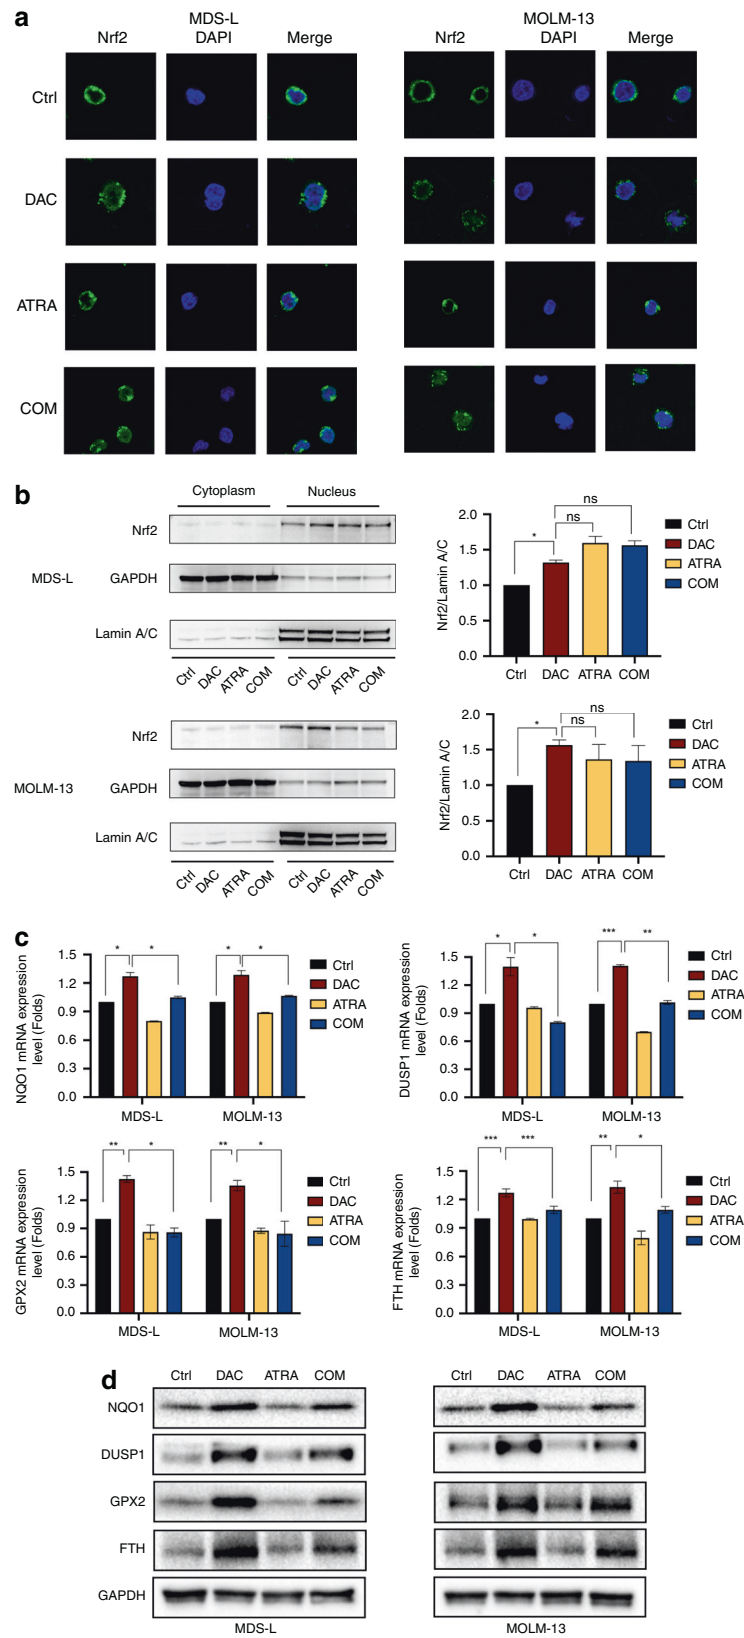 a
MDS-L
MOLM-13
Nrf2 DAPI Merge
Nrf2 DAPI Merge
Ctrl
DAC
ATRA
COM
b
Cytoplasm Nucleus
Nrf2
MDS-L GAPDH
Lamin A/C
Ctrl DAC ATRA COM Ctrl DAC ATRA COM
Nrf2/Lamin A/C
2.0
1.5
1.0
0.5
0.0
* ns ns
Ctrl DAC ATRA COM
Ctrl
DAC
ATRA
COM
Nrf2
MOLM-13 GAPDH
Lamin A/C
Ctrl DAC ATRA COM Ctrl DAC ATRA COM
Nrf2/Lamin A/C
2.0
1.5
1.0
0.5
0.0
* ns ns
Ctrl DAC ATRA COM
Ctrl
DAC
ATRA
COM
c
NQO1 mRNA expression
level (Folds)
1.5
1.2
0.9
0.6
0.3
0.0
* * * *
MDS-L MOLM-13
Ctrl
DAC
ATRA
COM
DUSP1 mRNA expression
level (Folds)
1.5
1.2
0.9
0.6
0.3
0.0
* * *** **
MDS-L MOLM-13
Ctrl
DAC
ATRA
COM
GPX2 mRNA expression
level (Folds)
1.5
1.2
0.9
0.6
0.3
0.0
** * ** *
MDS-L MOLM-13
Ctrl
DAC
ATRA
COM
FTH mRNA expression
level (Folds)
1.5
1.2
0.9
0.6
0.3
0.0
*** *** ** *
MDS-L MOLM-13
Ctrl
DAC
ATRA
COM
d
Ctrl DAC ATRA COM
Ctrl DAC ATRA COM
NQO1
DUSP1
GPX2
FTH
GAPDH
MDS-L
MOLM-13